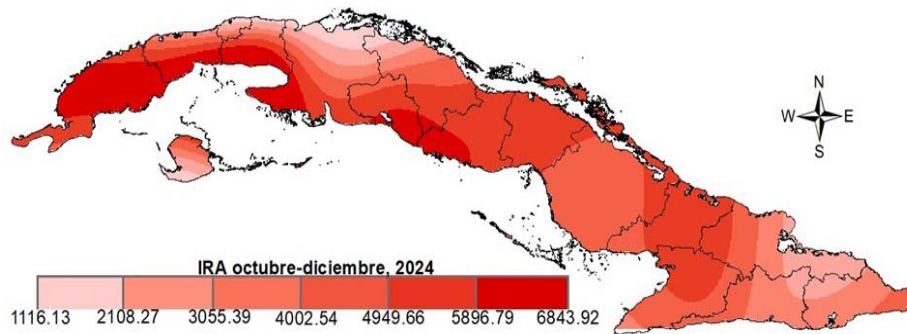 N
W E
S
IRA octubre-diciembre, 2024
1116.13 2108.27 3055.39 4002.54 4949.66 5896.79 6843.92